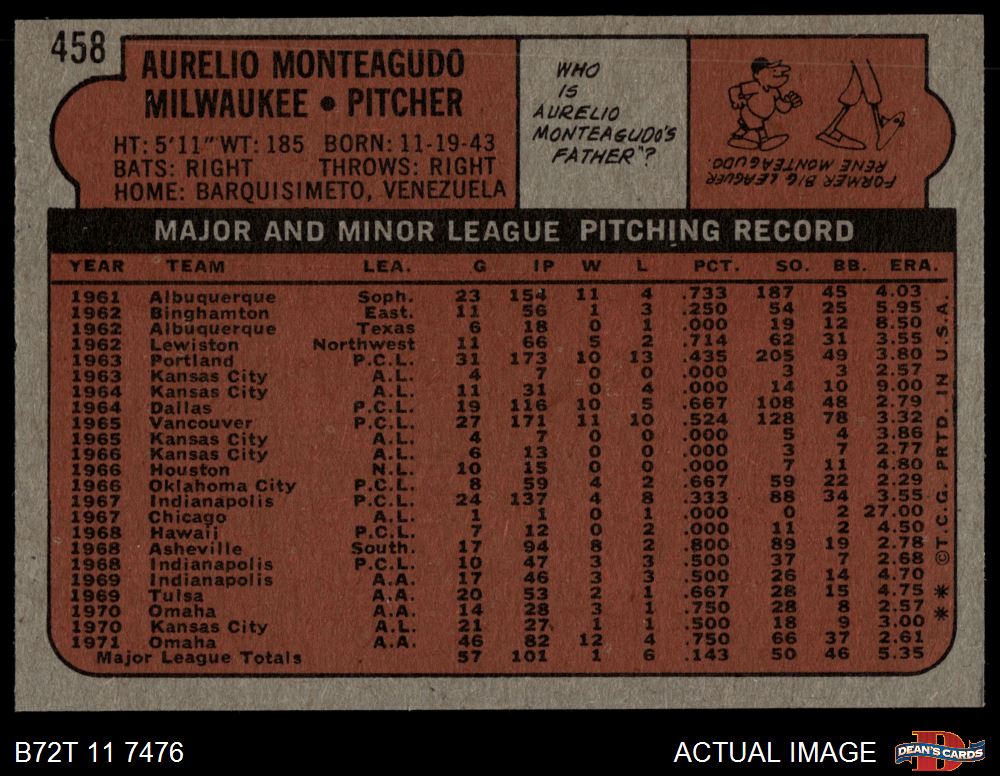 458
AURELIO MONTEAGUDO
MILWAUKEE • PITCHER
HT: 5'11" WT: 185 BORN: 11-19-43
BATS: RIGHT THROWS: RIGHT
HOME: BARQUISIMETO, VENEZUELA
WHO
IS
AURELIO
MONTEAGUDO'S
FATHER"?
FORMER BIG LEAGUER
RENE MONTEAGUDO.
MAJOR AND MINOR LEAGUE PITCHING RECORD
YEAR TEAM LEA. G IP W L PCT. SO. BB. ERA.
1961 Albuquerque Soph. 23 154 11 4 .733 187 45 4.03
1962 Binghamton East. 11 56 1 3 .250 54 25 5.95
1962 Albuquerque Texas 6 18 0 1 .000 19 12 8.50
1962 Lewiston Northwest 11 66 5 2 .714 62 31 3.55
1963 Portland P.C.L. 31 173 10 13 .435 205 49 3.80
1963 Kansas City A.L. 4 7 0 0 .000 3 3 2.57
1964 Kansas City A.L. 11 31 0 4 .000 14 10 9.00
1964 Dallas P.C.L. 19 116 10 5 .667 108 48 2.79
1965 Vancouver P.C.L. 27 171 11 10 .524 128 78 3.32
1965 Kansas City A.L. 4 7 0 0 .000 5 4 3.86
1966 Kansas City A.L. 6 13 0 0 .000 3 7 2.77
1966 Houston N.L. 10 15 0 0 .000 7 11 4.80
1966 Oklahoma City P.C.L. 8 59 4 2 .667 59 22 2.29
1967 Indianapolis P.C.L. 24 137 4 8 .333 88 34 3.55
1967 Chicago A.L. 1 1 0 1 .000 0 2 27.00
1968 Hawaii P.C.L. 7 12 0 2 .000 11 2 4.50
1968 Asheville South. 17 94 8 2 .800 89 19 2.78
1968 Indianapolis P.C.L. 10 47 3 3 .500 37 7 2.68
1969 Indianapolis A.A. 17 46 3 3 .500 26 14 4.70
1969 Tulsa A.A. 20 53 2 1 .667 28 15 4.75
1970 Omaha A.A. 14 28 3 1 .750 28 8 2.57
1970 Kansas City A.L. 21 27 1 1 .500 18 9 3.00
1971 Omaha A.A. 46 82 12 4 .750 66 37 2.61
Major League Totals 57 101 1 6 .143 50 46 5.35
** ©T.C.G. PRTD. IN U.S.A.
B72T 11 7476
ACTUAL IMAGE
D
DEAN'S CARDS